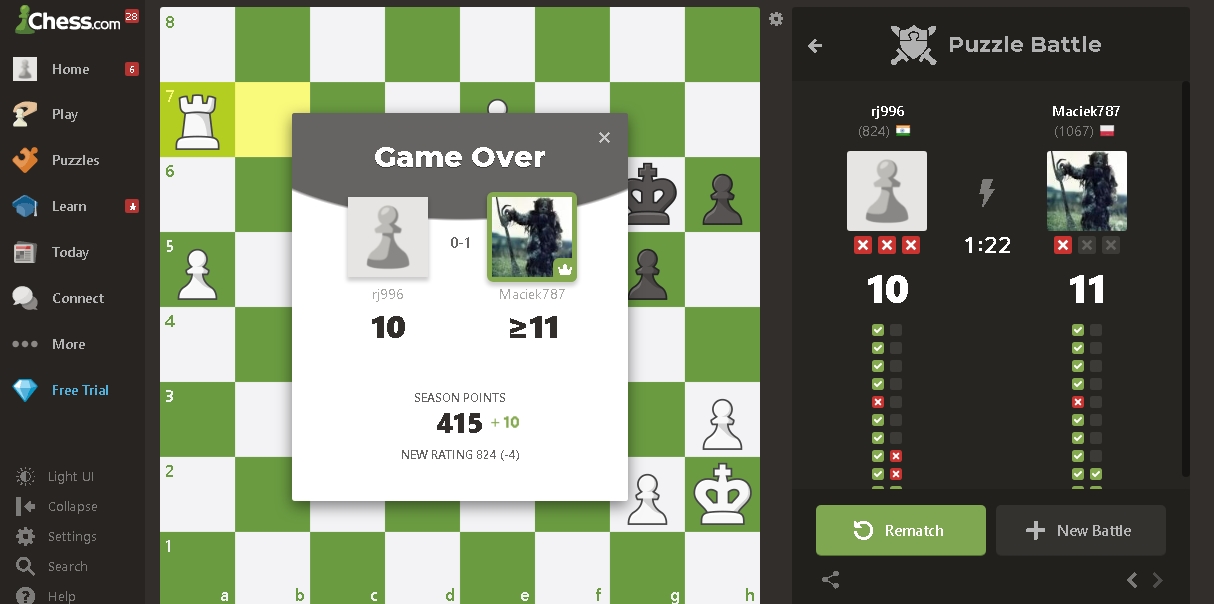 Chess.com 28
Home 6
Play
Puzzles
Learn
Today
Connect
More
Free Trial
Light UI
Collapse
Settings
Search
Help
8
7
6
5
4
3
2
1
a b c d e f g h
Game Over
0-1
rj996 Maciek787
10 ≥11
SEASON POINTS
415 + 10
NEW RATING 824 (-4)
Puzzle Battle
rj996 Maciek787
(824) (1067)
1:22
10 11
Rematch New Battle